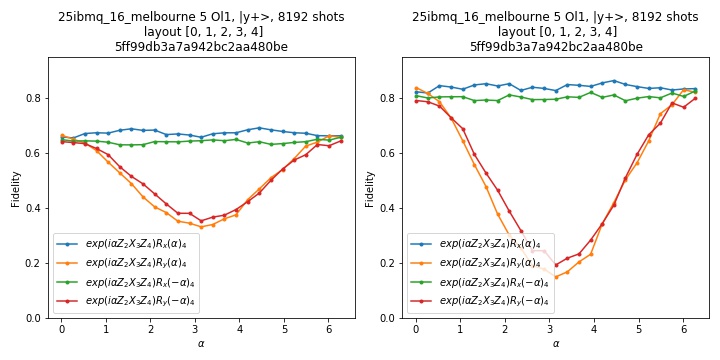 25ibmq_16_melbourne 5 Ol1, |y+>, 8192 shots
layout [0, 1, 2, 3, 4]
5ff99db3a7a942bc2aa480be
Fidelity
0.8
0.6
0.4
0.2
0.0
exp(iαZ₂X₃Z₄)Rₓ(α)₄
exp(iαZ₂X₃Z₄)Rᵧ(α)₄
exp(iαZ₂X₃Z₄)Rₓ(−α)₄
exp(iαZ₂X₃Z₄)Rᵧ(−α)₄
0 1 2 3 4 5 6
α
25ibmq_16_melbourne 5 Ol1, |y+>, 8192 shots
layout [0, 1, 2, 3, 4]
5ff99db3a7a942bc2aa480be
Fidelity
0.8
0.6
0.4
0.2
0.0
exp(iαZ₂X₃Z₄)Rₓ(α)₄
exp(iαZ₂X₃Z₄)Rᵧ(α)₄
exp(iαZ₂X₃Z₄)Rₓ(−α)₄
exp(iαZ₂X₃Z₄)Rᵧ(−α)₄
0 1 2 3 4 5 6
α